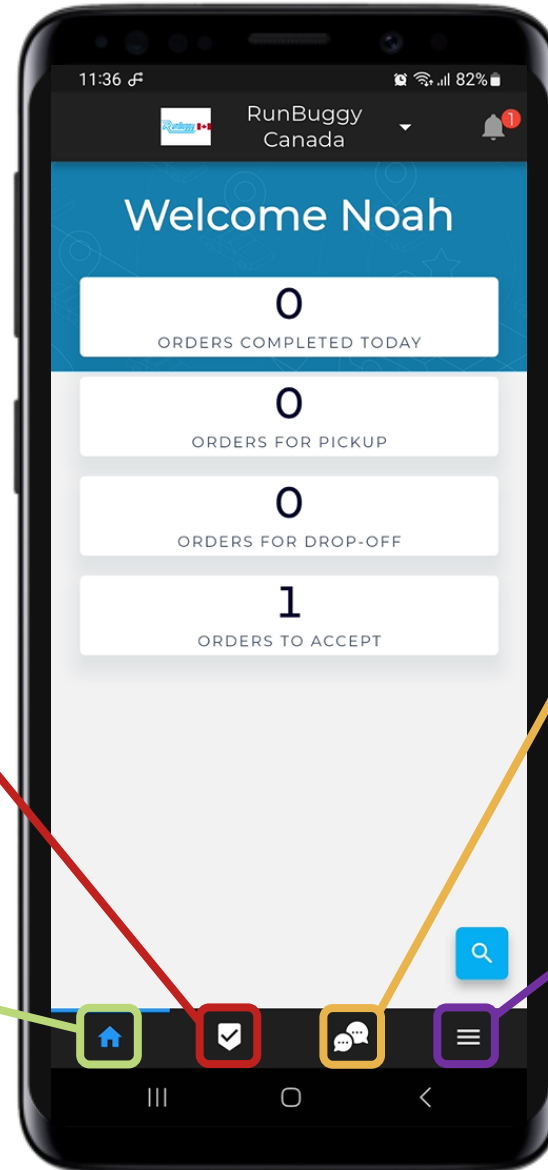 11:36
82%
RunBuggy
Canada
1
Welcome Noah
0
ORDERS COMPLETED TODAY
0
ORDERS FOR PICKUP
0
ORDERS FOR DROP-OFF
1
ORDERS TO ACCEPT